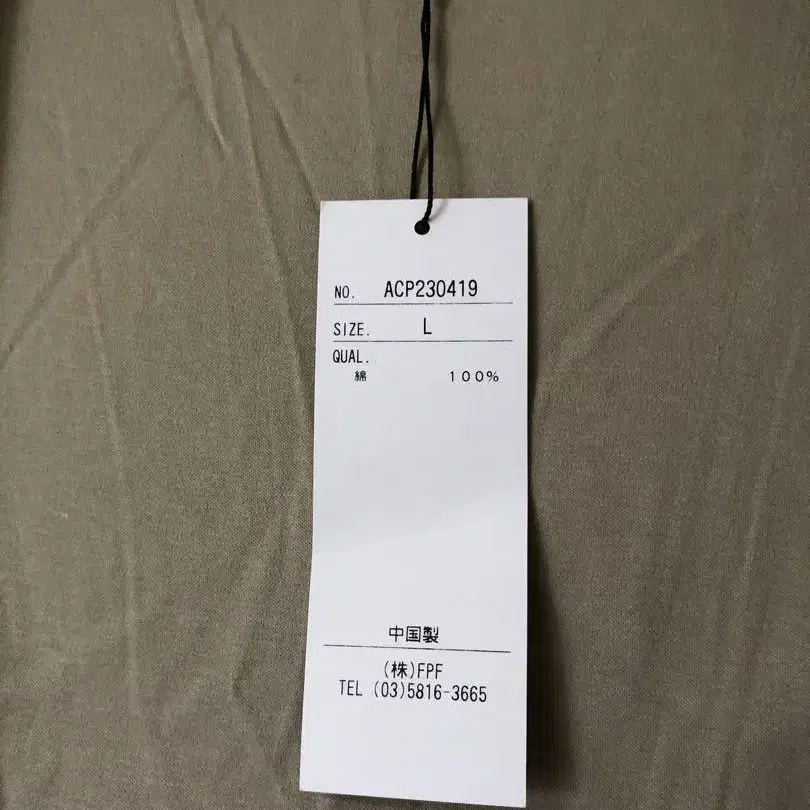 NO. ACP230419
SIZE. L
QUAL.
綿 100%
中国製
(株)FPF
TEL (03)5816-3665